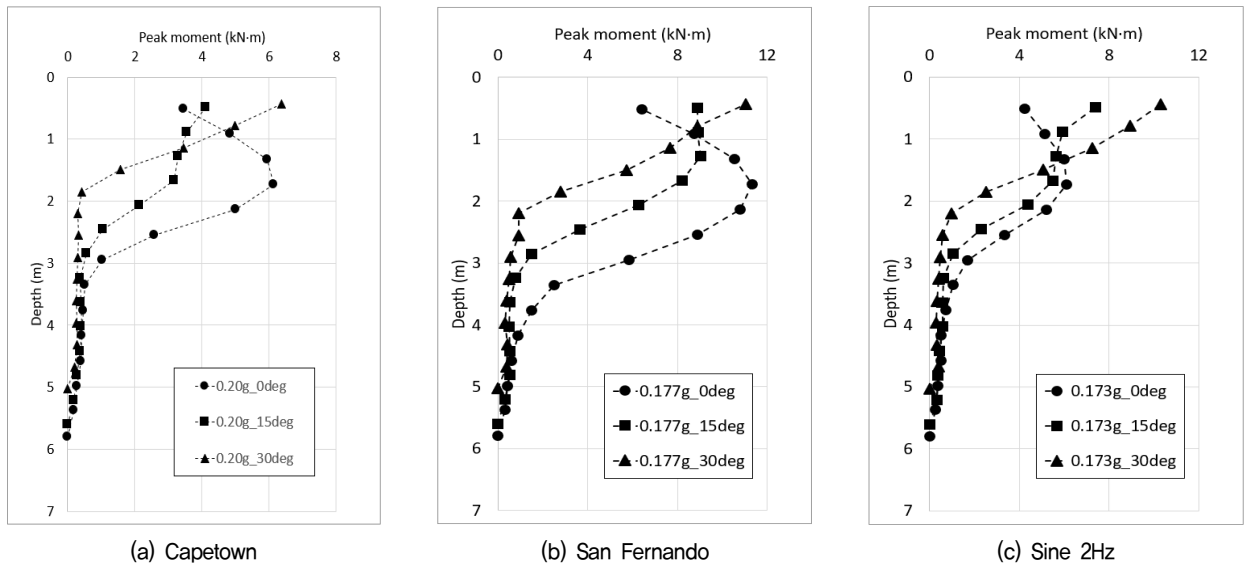 Peak moment (kN·m)
0 2 4 6 8
0
1
2
3
4
5
6
7
Depth (m)
0.20g_0deg
0.20g_15deg
0.20g_30deg
(a) Capetown
Peak moment (kN·m)
0 4 8 12
0
1
2
3
4
5
6
7
Depth (m)
0.177g_0deg
0.177g_15deg
0.177g_30deg
(b) San Fernando
Peak moment (kN·m)
0 4 8 12
0
1
2
3
4
5
6
7
Depth (m)
0.173g_0deg
0.173g_15deg
0.173g_30deg
(c) Sine 2Hz